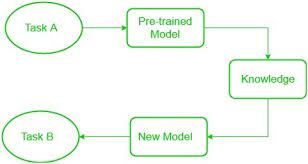 Task A
Pre-trained
Model
Knowledge
New Model
Task B